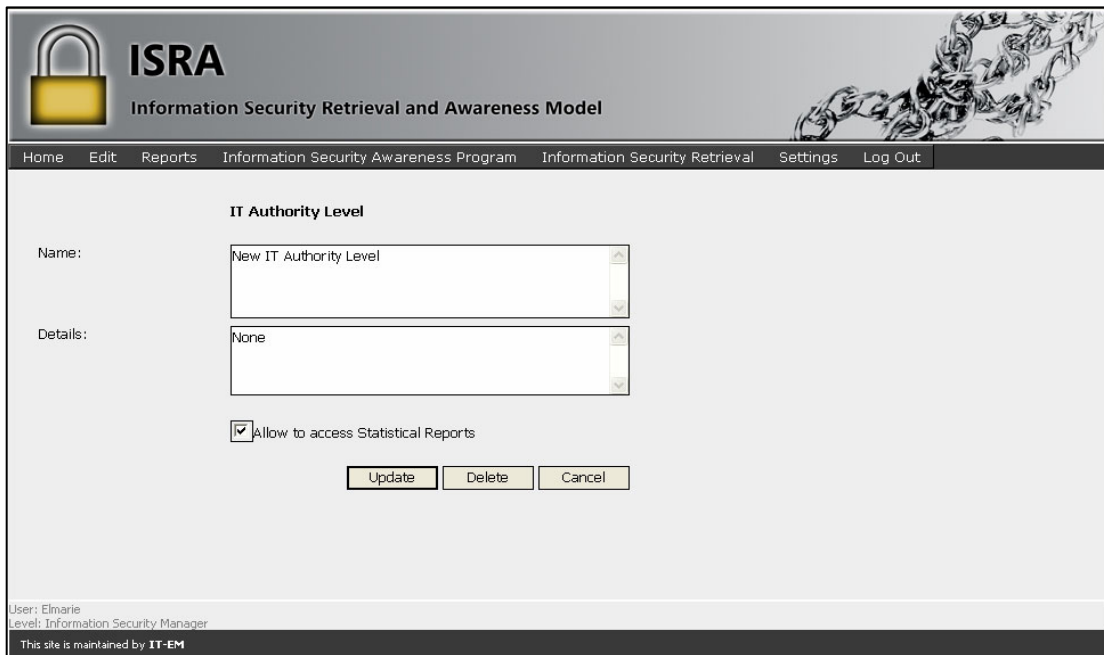 ISRA
Information Security Retrieval and Awareness Model
Home Edit Reports Information Security Awareness Program Information Security Retrieval Settings Log Out
IT Authority Level
Name:
New IT Authority Level
Details:
None
Allow to access Statistical Reports
Update Delete Cancel
User: Elmarie
Level: Information Security Manager
This site is maintained by IT-EM